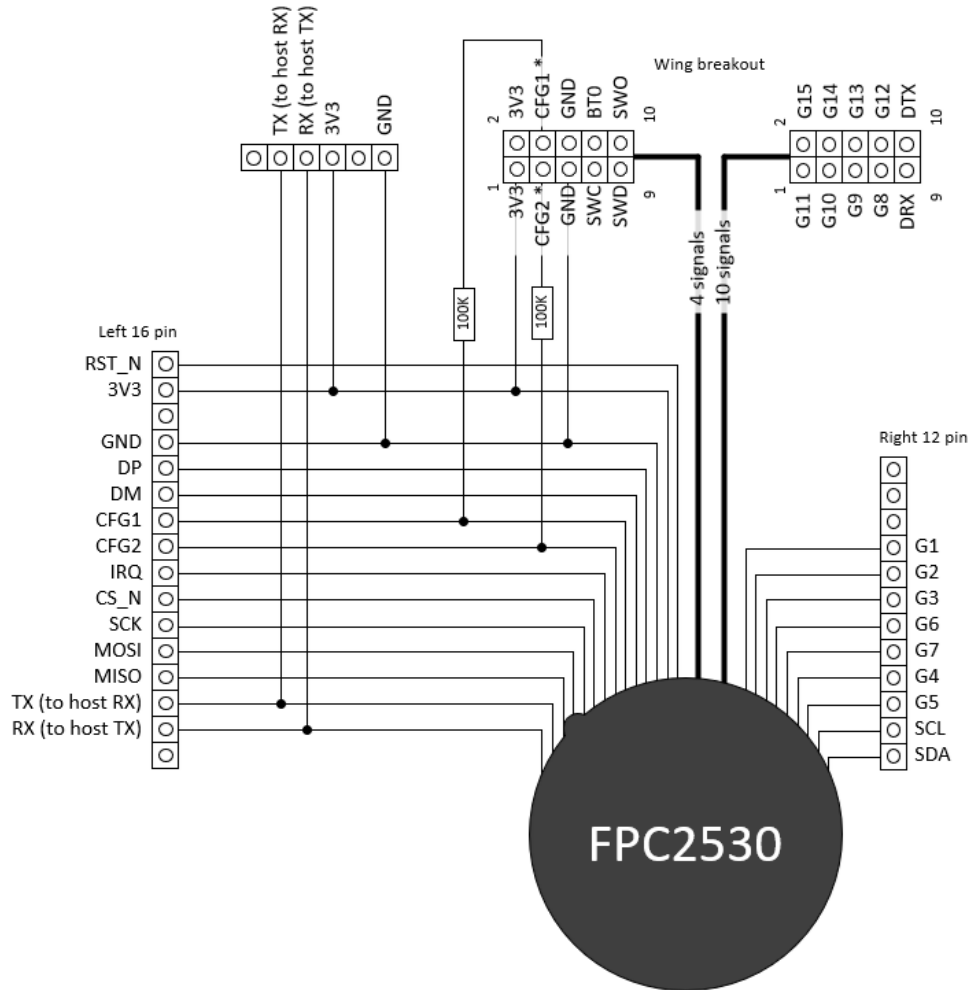 TX (to host RX)
RX (to host TX)
3V3
GND
Wing breakout
2
3V3
CFG1 *
GND
BT0
SWO
10
1
3V3
CFG2 *
GND
SWC
SWD
9
2
G15
G14
G13
G12
DTX
10
1
G11
G10
G9
G8
DRX
9
4 signals
10 signals
100K
100K
Left 16 pin
RST_N
3V3
GND
DP
DM
CFG1
CFG2
IRQ
CS_N
SCK
MOSI
MISO
TX (to host RX)
RX (to host TX)
Right 12 pin
G1
G2
G3
G6
G7
G4
G5
SCL
SDA
FPC2530